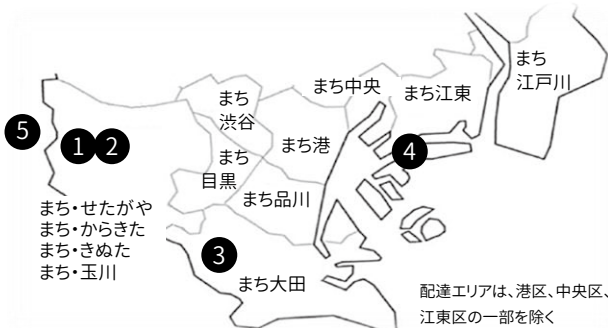 まち
江戸川
まち中央
まち江東
まち
渋谷
まち港
5
1
2
4
まち
目黒
まち品川
まち・せたがや
まち・からきた
まち・きぬた
まち・玉川
3
まち大田
配達エリアは、港区、中央区、
江東区の一部を除く